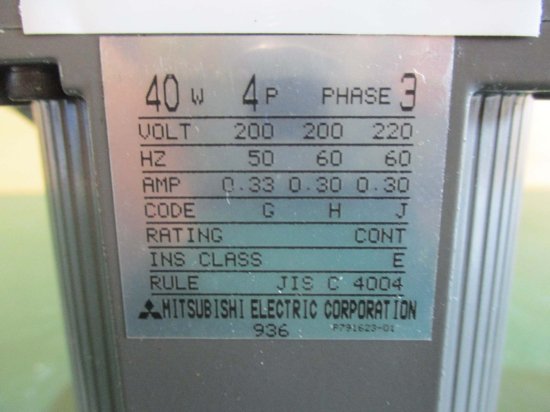 40 W 4 P PHASE 3
VOLT 200 200 220
HZ 50 60 60
AMP 0.33 0.30 0.30
CODE G H J
RATING CONT
INS CLASS E
RULE JIS C 4004
MITSUBISHI ELECTRIC CORPORATION
936 P791623-01